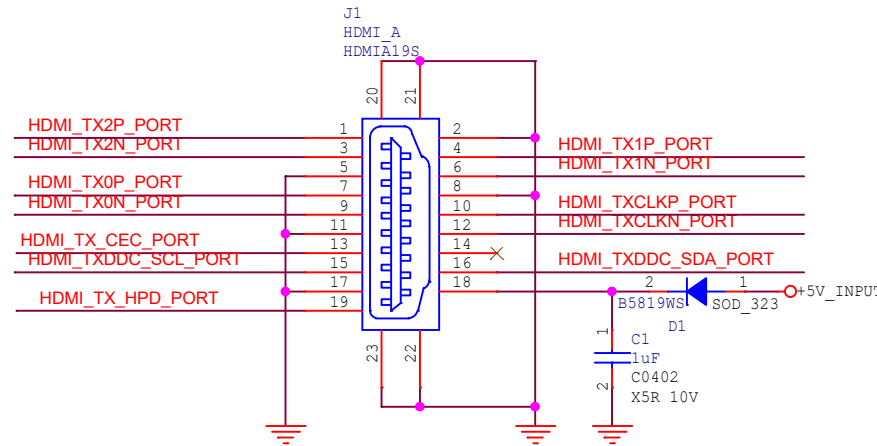 J1
HDMI_A
HDMIA19S
20
21
HDMI_TX2P_PORT
1
2
HDMI_TX2N_PORT
3
4
HDMI_TX1P_PORT
5
6
HDMI_TX1N_PORT
HDMI_TX0P_PORT
7
8
HDMI_TX0N_PORT
9
10
HDMI_TXCLKP_PORT
11
12
HDMI_TXCLKN_PORT
HDMI_TX_CEC_PORT
13
14
HDMI_TXDDC_SCL_PORT
15
16
HDMI_TXDDC_SDA_PORT
17
18
2
1
HDMI_TX_HPD_PORT
19
B5819WS
SOD_323
+5V_INPUT
D1
23
22
1
C1
1uF
C0402
2
X5R 10V